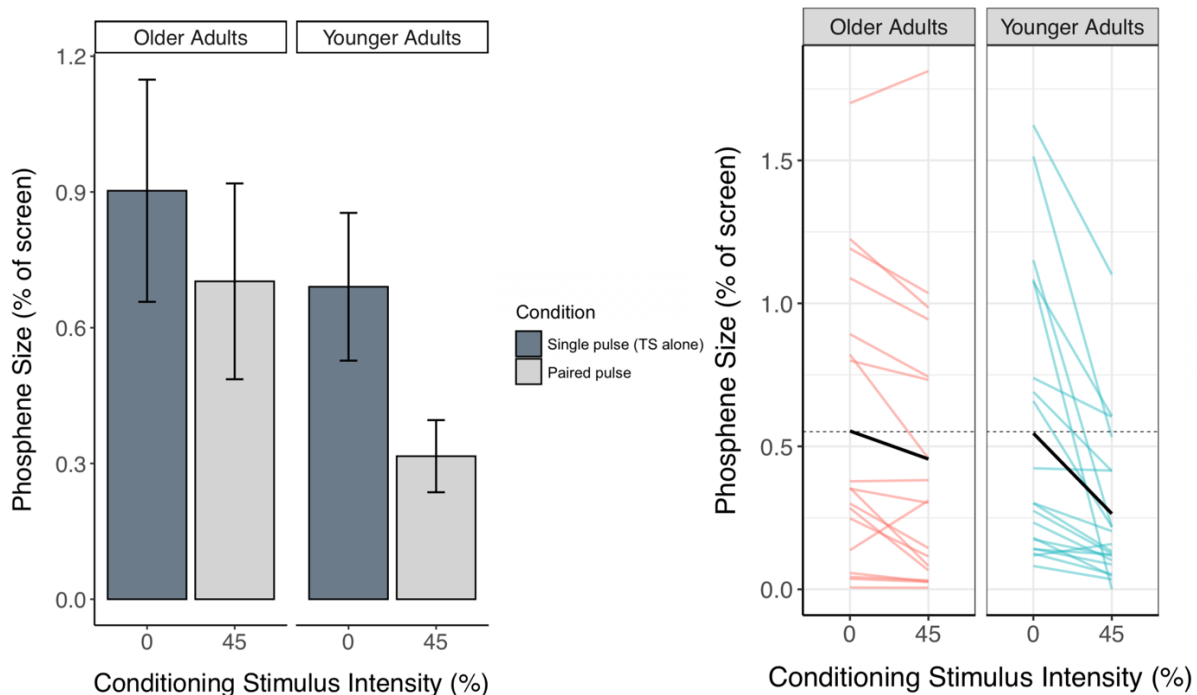 Older Adults
Younger Adults
1.2
0.9
0.6
0.3
0.0
Phosphene Size (% of screen)
0
45
0
45
Conditioning Stimulus Intensity (%)
Condition
Single pulse (TS alone)
Paired pulse
Older Adults
Younger Adults
1.5
1.0
0.5
0.0
Phosphene Size (% of screen)
0
45
0
45
Conditioning Stimulus Intensity (%)